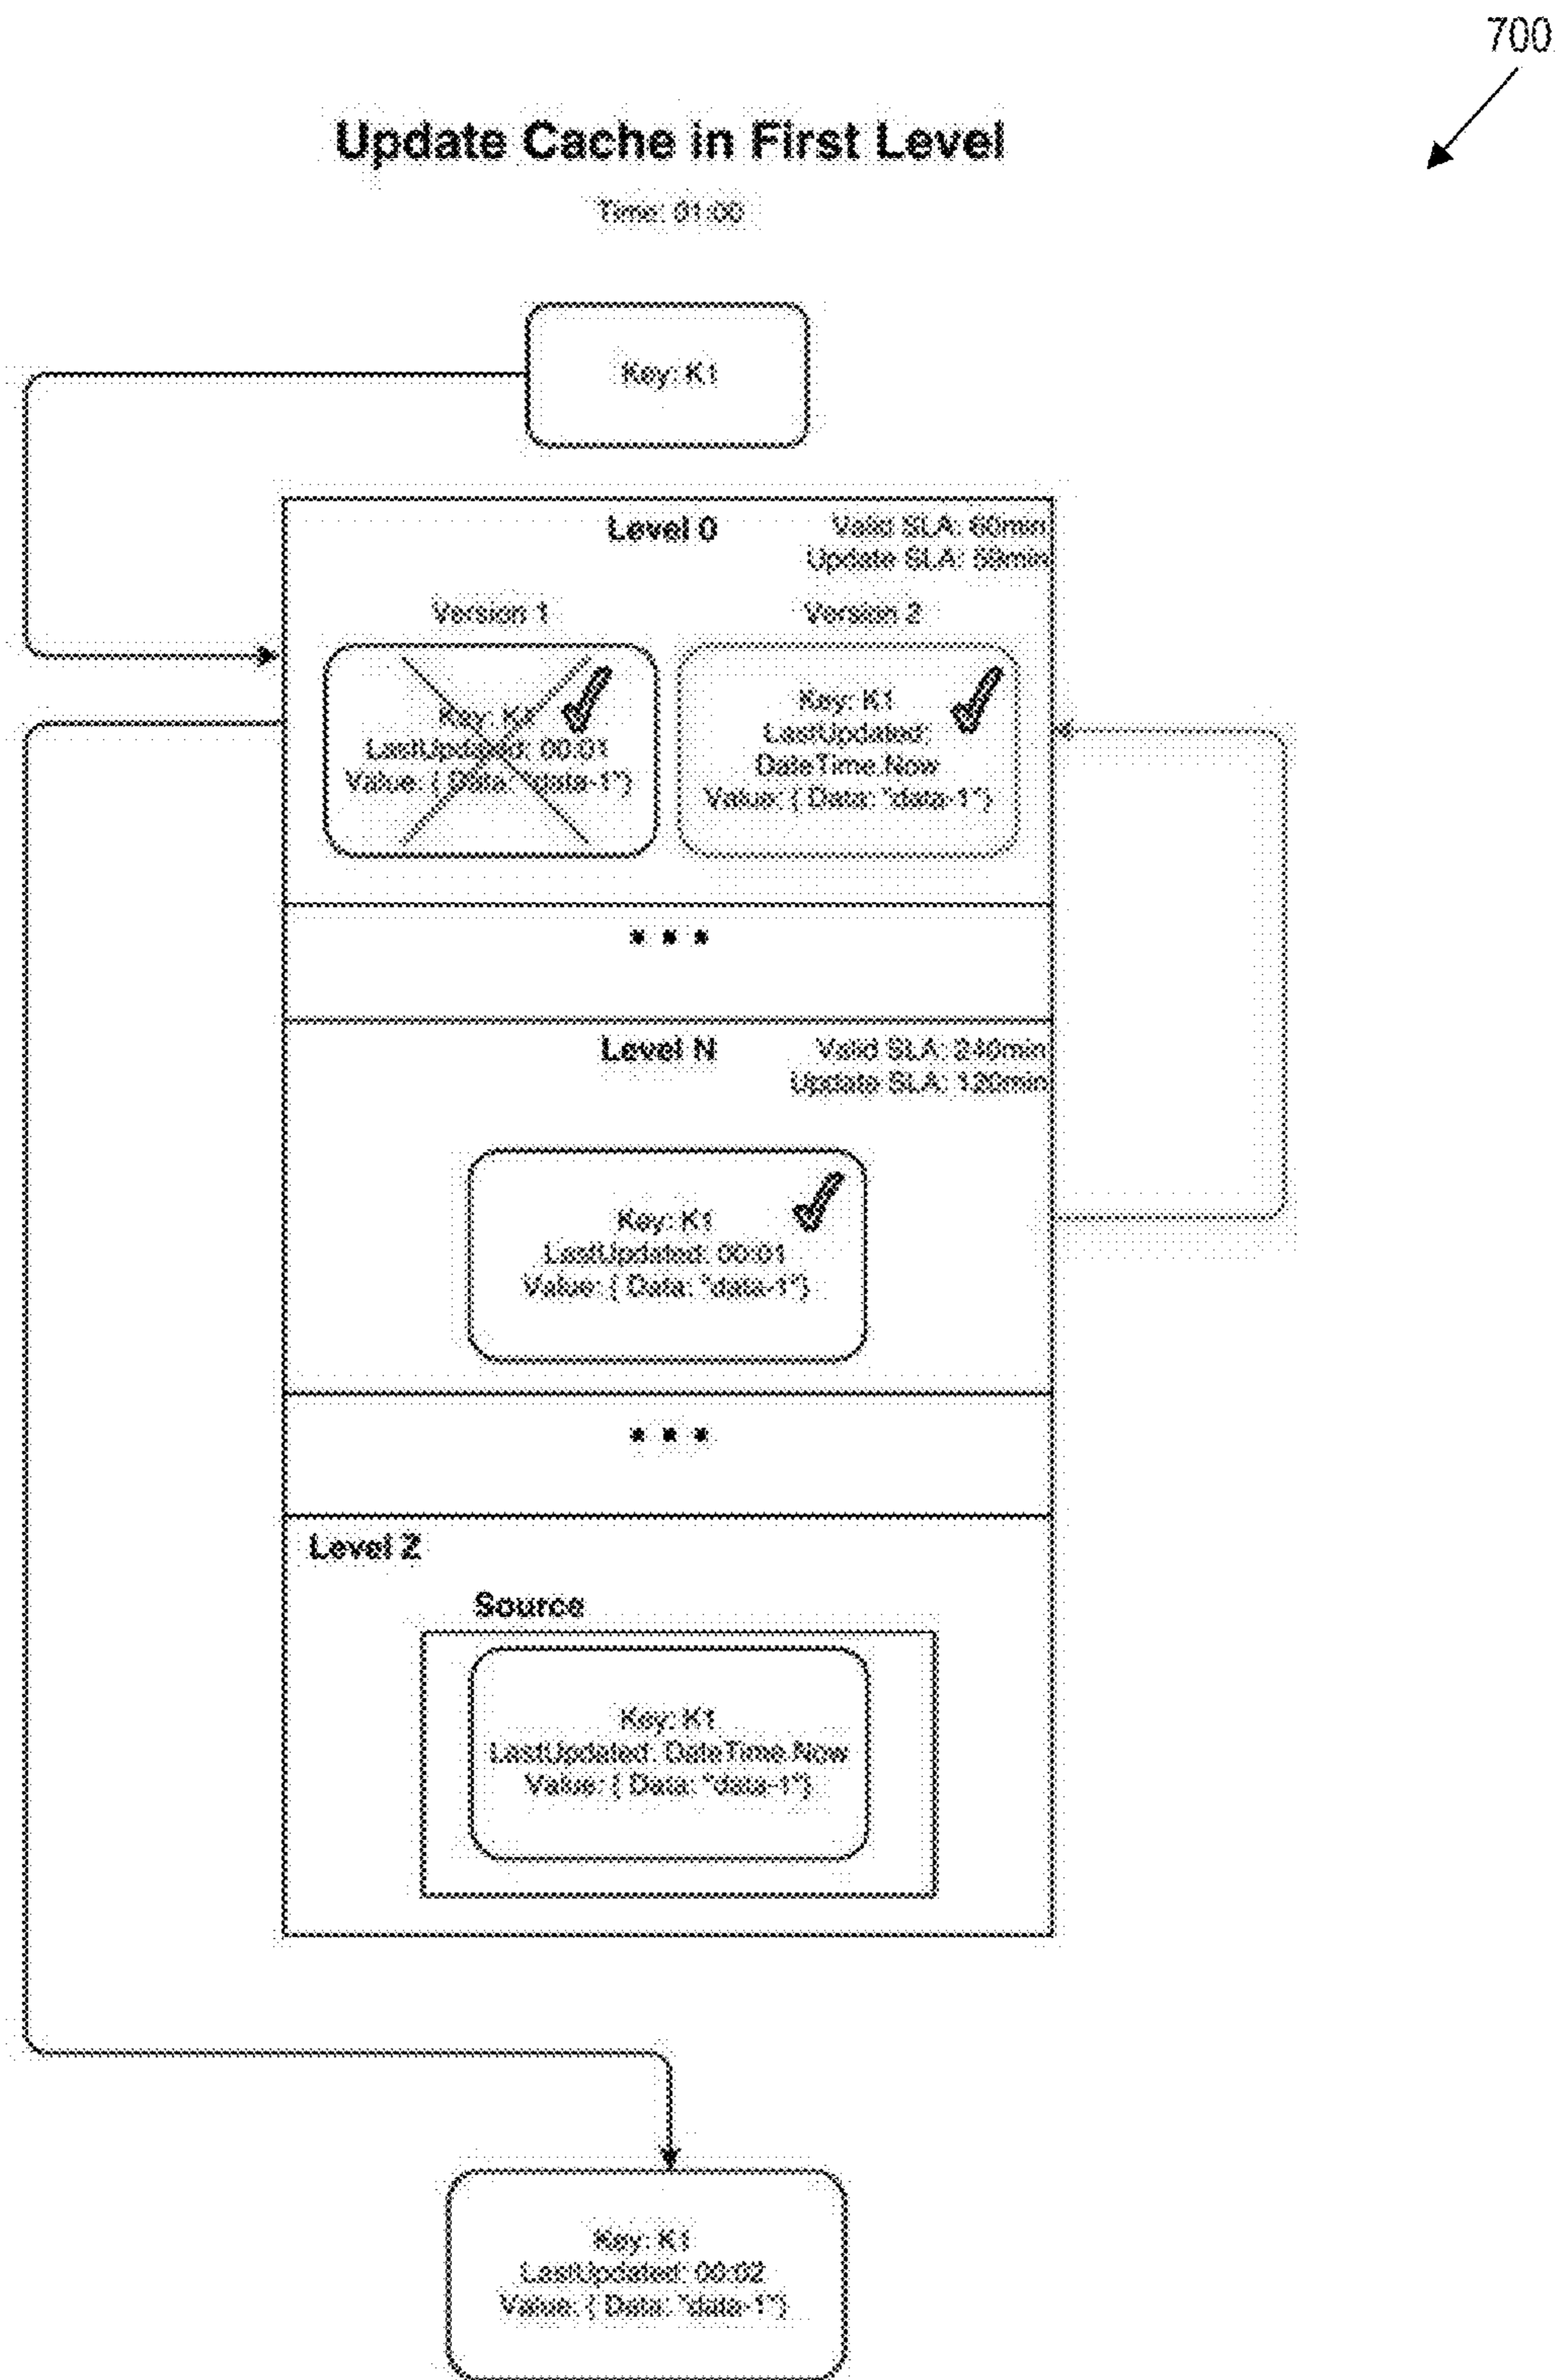 700
Update Cache in First Level
Time: 01:00
Key: K1
Level 0
Valid SLA: 60min
Update SLA: 59min
Version 1
Version 2
Key: K1
LastUpdated: 00:01
Value: { Data: "data-1"}
Key: K1
LastUpdated:
DateTime.Now
Value: { Data: "data-1"}
...
Level N
Valid SLA: 240min
Update SLA: 120min
Key: K1
LastUpdated: 00:01
Value: { Data: "data-1"}
...
Level Z
Source
Key: K1
LastUpdated: DateTime.Now
Value: { Data: "data-1"}
Key: K1
LastUpdated: 00:02
Value: { Data: "data-1"}